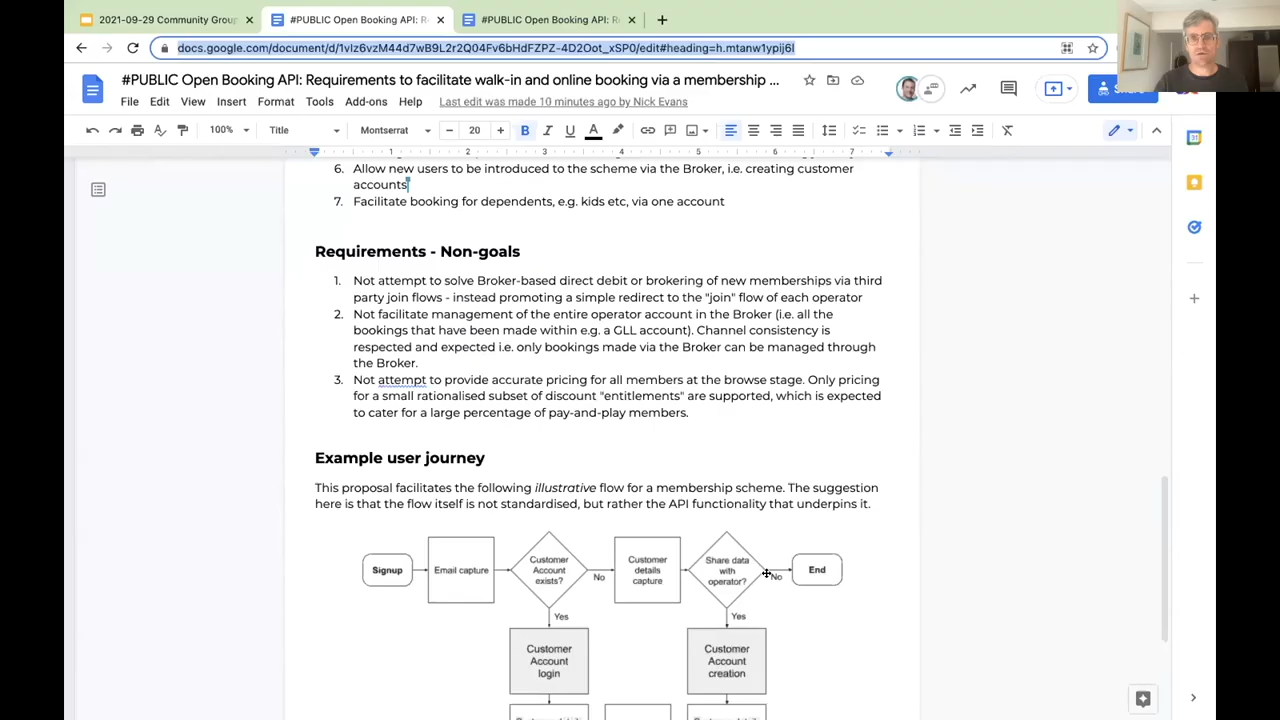 2021-09-29 Community Group
#PUBLIC Open Booking API: R
#PUBLIC Open Booking API: R
docs.google.com/document/d/1vIz6vzM44d7wB9L2r2Q04Fv6bHdFZPZ-4D2Oot_xSP0/edit#heading=h.mtanw1ypij6l
#PUBLIC Open Booking API: Requirements to facilitate walk-in and online booking via a membership ...
File Edit View Insert Format Tools Add-ons Help Last edit was made 10 minutes ago by Nick Evans
100% Title Montserrat 20 B I U A
1 2 3 4 5 6 7
6. Allow new users to be introduced to the scheme via the Broker, i.e. creating customer
accounts
7. Facilitate booking for dependents, e.g. kids etc, via one account
Requirements - Non-goals
1. Not attempt to solve Broker-based direct debit or brokering of new memberships via third
party join flows - instead promoting a simple redirect to the "join" flow of each operator
2. Not facilitate management of the entire operator account in the Broker (i.e. all the
bookings that have been made within e.g. a GLL account). Channel consistency is
respected and expected i.e. only bookings made via the Broker can be managed through
the Broker.
3. Not attempt to provide accurate pricing for all members at the browse stage. Only pricing
for a small rationalised subset of discount "entitlements" are supported, which is expected
to cater for a large percentage of pay-and-play members.
Example user journey
This proposal facilitates the following illustrative flow for a membership scheme. The suggestion
here is that the flow itself is not standardised, but rather the API functionality that underpins it.
Signup
Email capture
Customer
Account
exists?
No
Customer
details
capture
Share data
with
operator?
No
End
Yes
Yes
Customer
Account
login
Customer
Account
creation